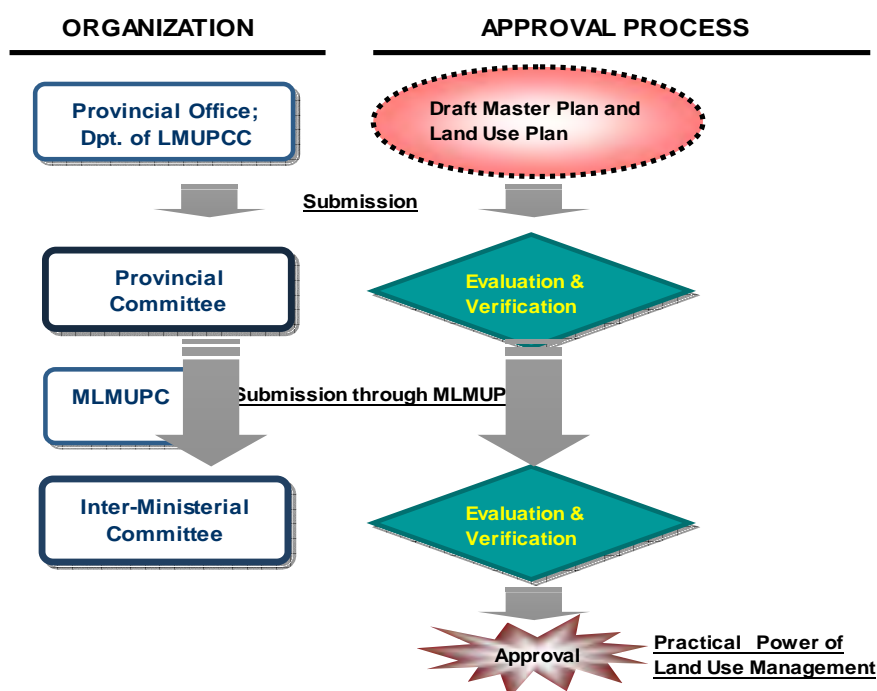 ORGANIZATION
APPROVAL PROCESS
Provincial Office;
Dpt. of LMUPCC
Draft Master Plan and
Land Use Plan
Submission
Provincial
Committee
Evaluation &
Verification
MLMUPC
Submission through MLMUP
Inter-Ministerial
Committee
Evaluation &
Verification
Approval
Practical Power of
Land Use Management